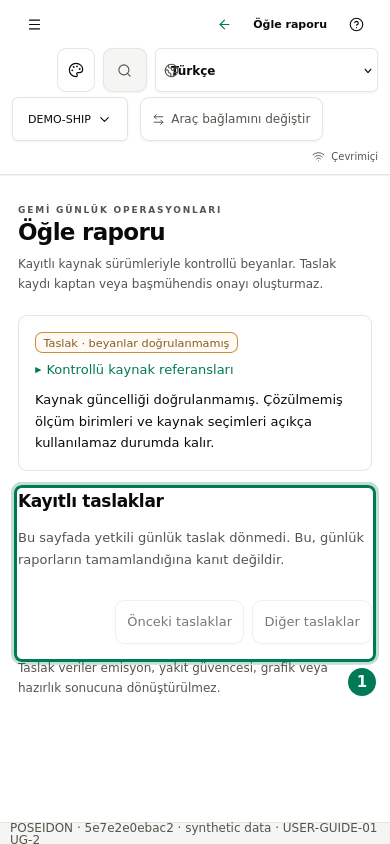 Öğle raporu
Türkçe
DEMO-SHIP
Araç bağlamını değiştir
Çevrimiçi
GEMİ GÜNLÜK OPERASYONLARI
Öğle raporu
Kayıtlı kaynak sürümleriyle kontrollü beyanlar. Taslak
kaydı kaptan veya başmühendis onayı oluşturmaz.
Taslak · beyanlar doğrulanmamış
▸ Kontrollü kaynak referansları
Kaynak güncelliği doğrulanmamış. Çözülmemiş
ölçüm birimleri ve kaynak seçimleri açıkça
kullanılamaz durumda kalır.
Kayıtlı taslaklar
Bu sayfada yetkili günlük taslak dönmedi. Bu, günlük
raporların tamamlandığına kanıt değildir.
Önceki taslaklar
Diğer taslaklar
Taslak veriler emisyon, yakıt güvencesi, grafik veya
hazırlık sonucuna dönüştürülmez.
1
POSEIDON · 5e7e2e0ebac2 · synthetic data · USER-GUIDE-01
UG-2